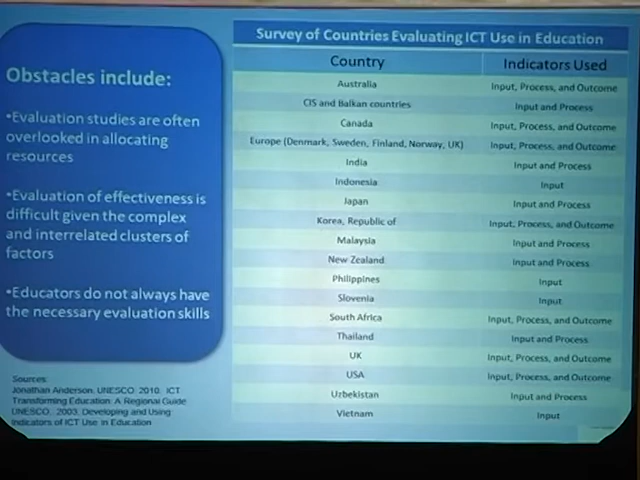 Obstacles include:
•Evaluation studies are often
overlooked in allocating
resources
•Evaluation of effectiveness is
difficult given the complex
and interrelated clusters of
factors
•Educators do not always have
the necessary evaluation skills
Sources:
Jonathan Anderson. UNESCO. 2010. ICT
Transforming Education: A Regional Guide
UNESCO. 2003. Developing and Using
Indicators of ICT Use in Education
Survey of Countries Evaluating ICT Use in Education
Country Indicators Used
Australia Input, Process, and Outcome
CIS and Balkan countries Input and Process
Canada Input, Process, and Outcome
Europe (Denmark, Sweden, Finland, Norway, UK) Input, Process, and Outcome
India Input and Process
Indonesia Input
Japan Input and Process
Korea, Republic of Input, Process, and Outcome
Malaysia Input and Process
New Zealand Input and Process
Philippines Input
Slovenia Input
South Africa Input, Process, and Outcome
Thailand Input and Process
UK Input, Process, and Outcome
USA Input, Process, and Outcome
Uzbekistan Input and Process
Vietnam Input